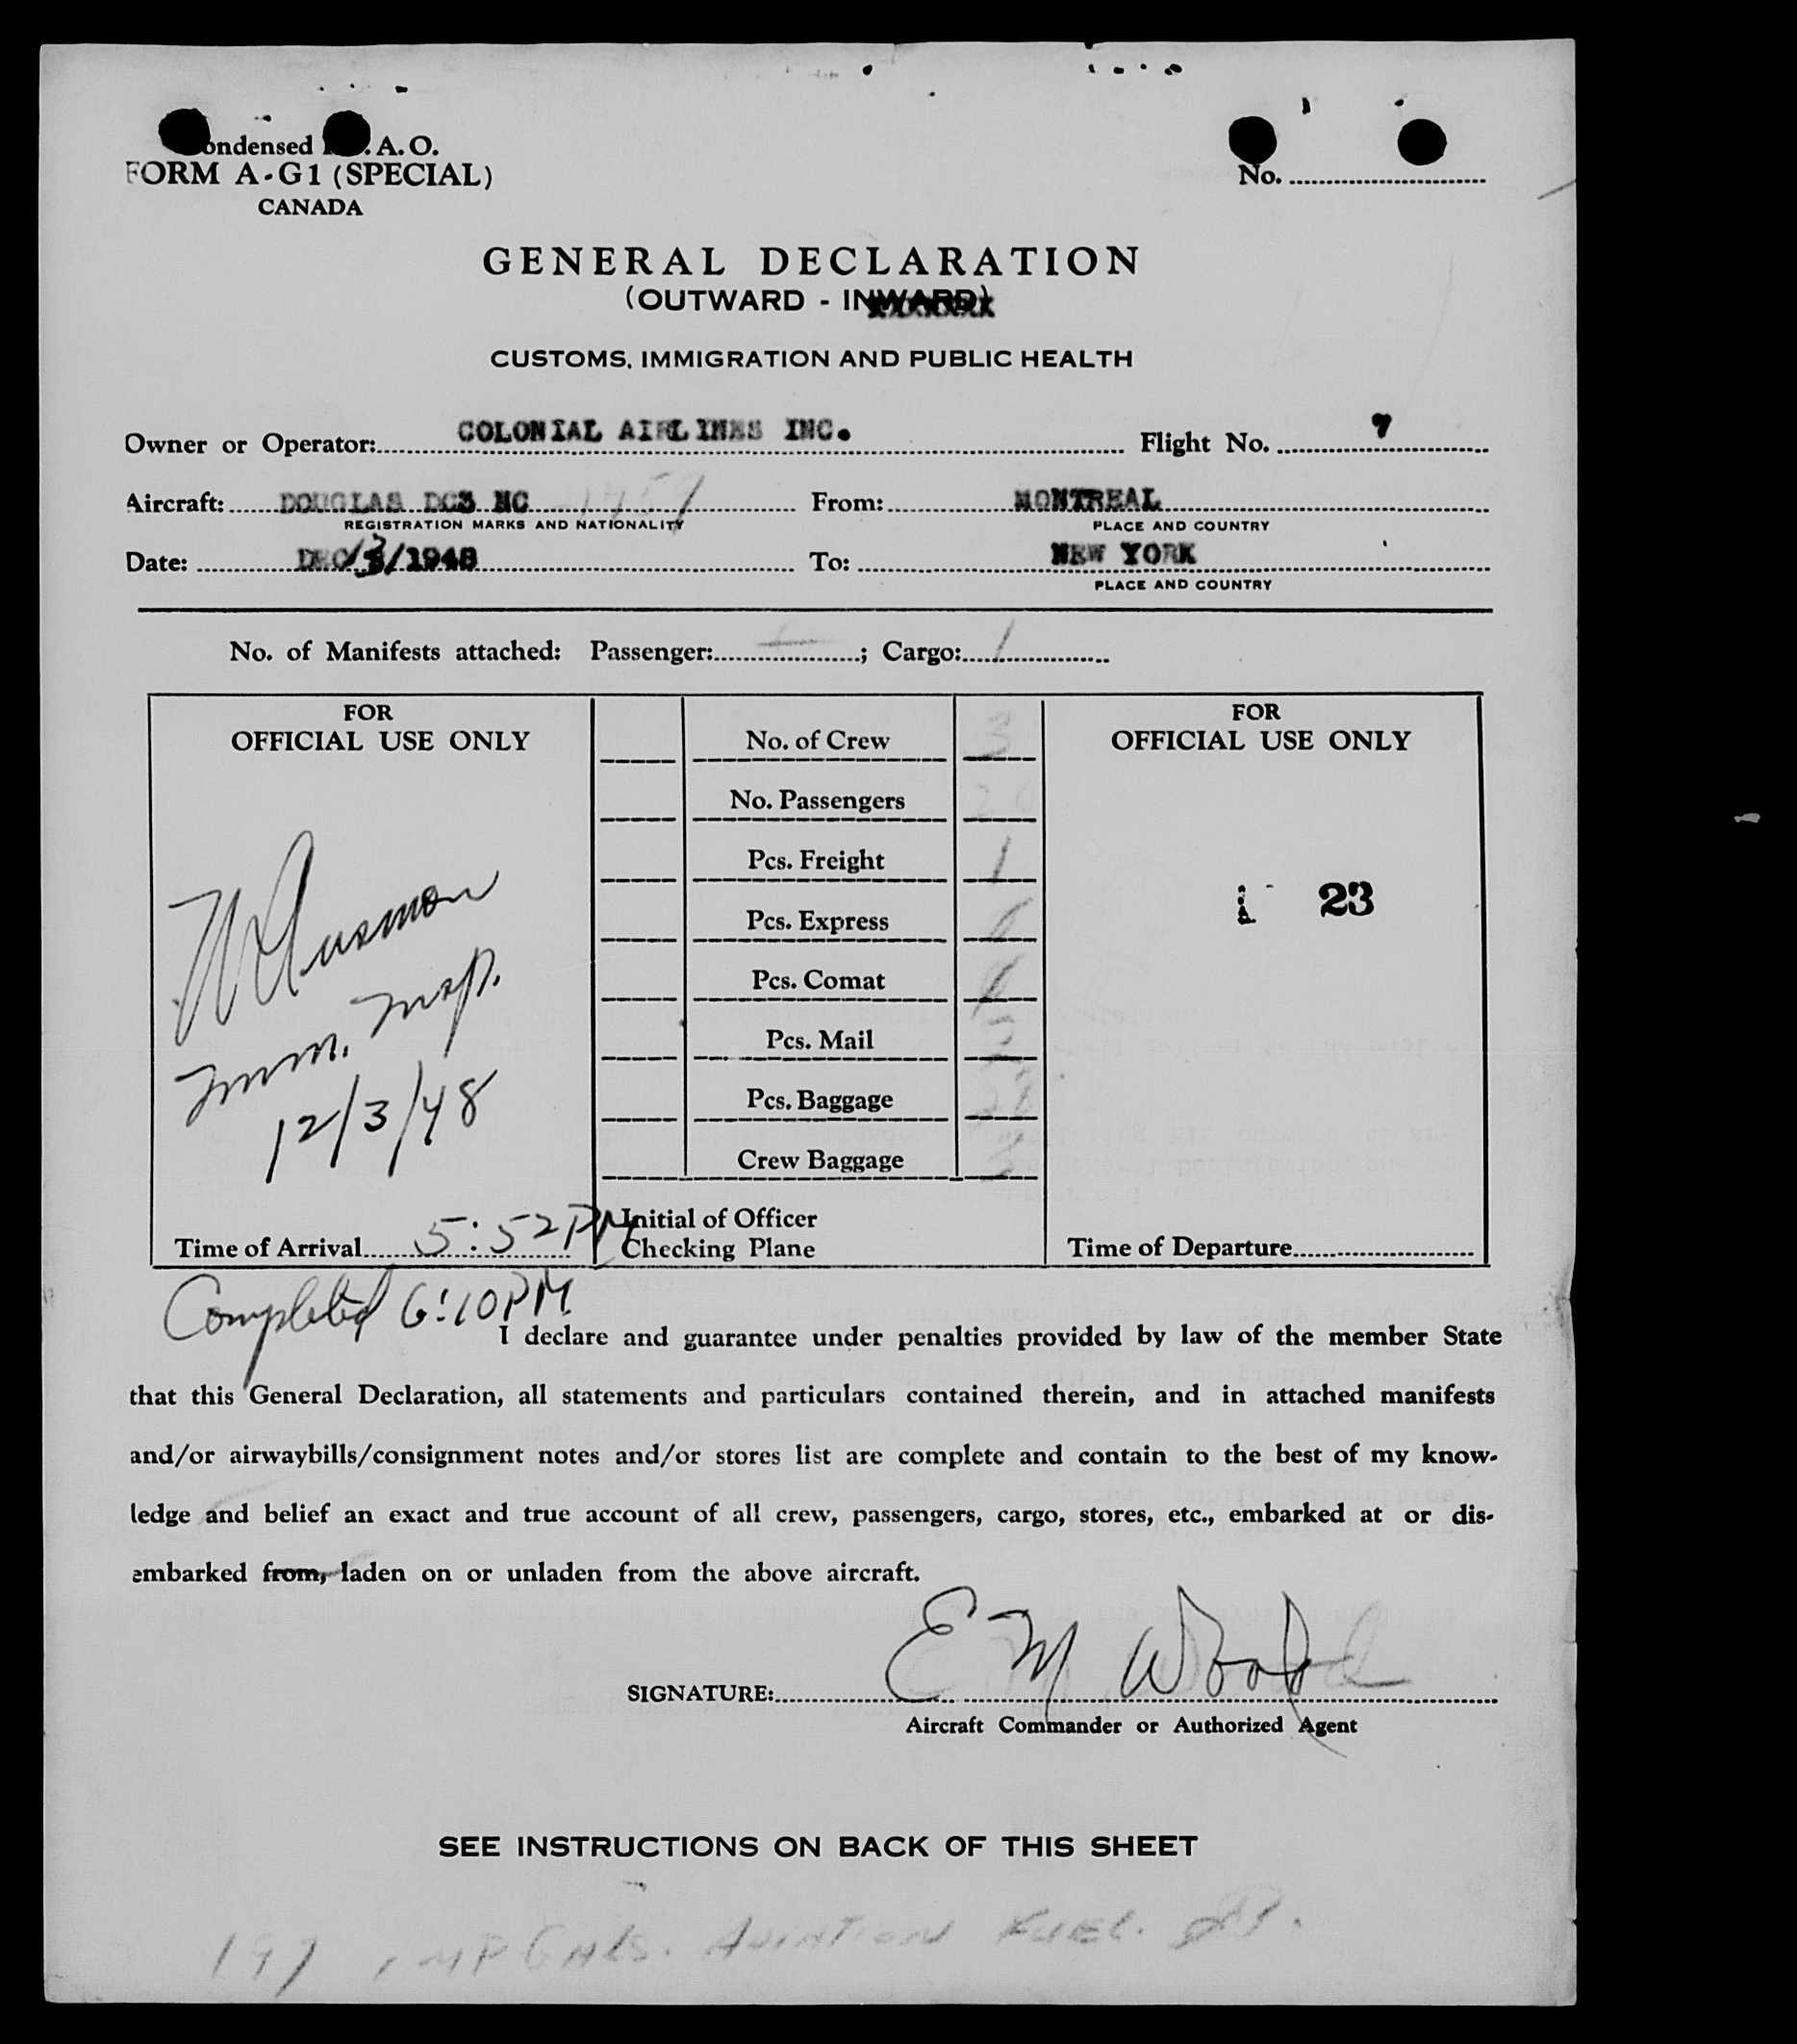 ondensed .A.O.
FORM A-G1 (SPECIAL)
CANADA
No.
GENERAL DECLARATION
(OUTWARD - INWARD)
CUSTOMS, IMMIGRATION AND PUBLIC HEALTH
Owner or Operator: COLONIAL AIRLINES INC. Flight No. 7
Aircraft: DOUGLAS DC3 NC From: MONTREAL
REGISTRATION MARKS AND NATIONALITY PLACE AND COUNTRY
Date: DEC/3/1948 To: NEW YORK
PLACE AND COUNTRY
No. of Manifests attached: Passenger: ; Cargo: 1
FOR
OFFICIAL USE ONLY
No. of Crew 3
No. Passengers
Pcs. Freight 1
Pcs. Express
Pcs. Comat
Pcs. Mail
Pcs. Baggage 28
Crew Baggage
FOR
OFFICIAL USE ONLY
23
Imm. Insp.
12/3/48
Time of Arrival 5:52 PM
Initial of Officer
Checking Plane
Time of Departure
Completed 6:10 PM
I declare and guarantee under penalties provided by law of the member State
that this General Declaration, all statements and particulars contained therein, and in attached manifests
and/or airwaybills/consignment notes and/or stores list are complete and contain to the best of my know-
ledge and belief an exact and true account of all crew, passengers, cargo, stores, etc., embarked at or dis-
embarked from, laden on or unladen from the above aircraft.
SIGNATURE: E M Wood
Aircraft Commander or Authorized Agent
SEE INSTRUCTIONS ON BACK OF THIS SHEET
197 IMP GALS. AVIATION FUEL.